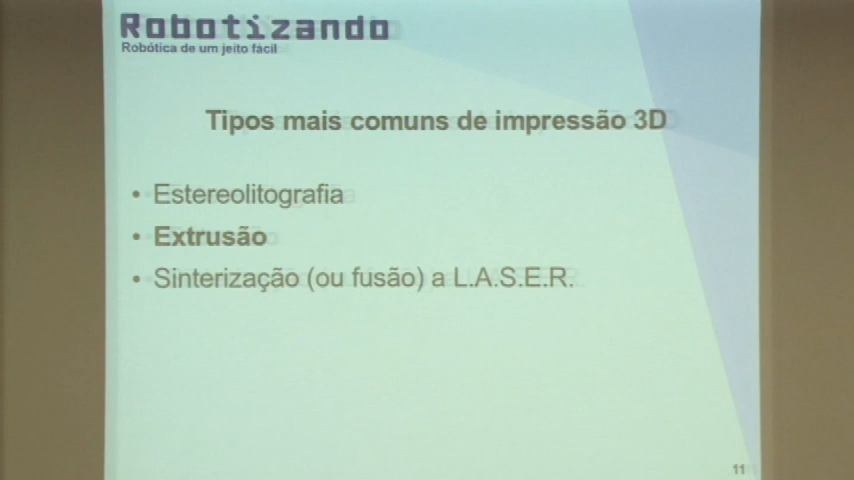 Robotizando
Robótica de um jeito fácil
Tipos mais comuns de impressão 3D
• Estereolitografia
• Extrusão
• Sinterização (ou fusão) a L.A.S.E.R.
11